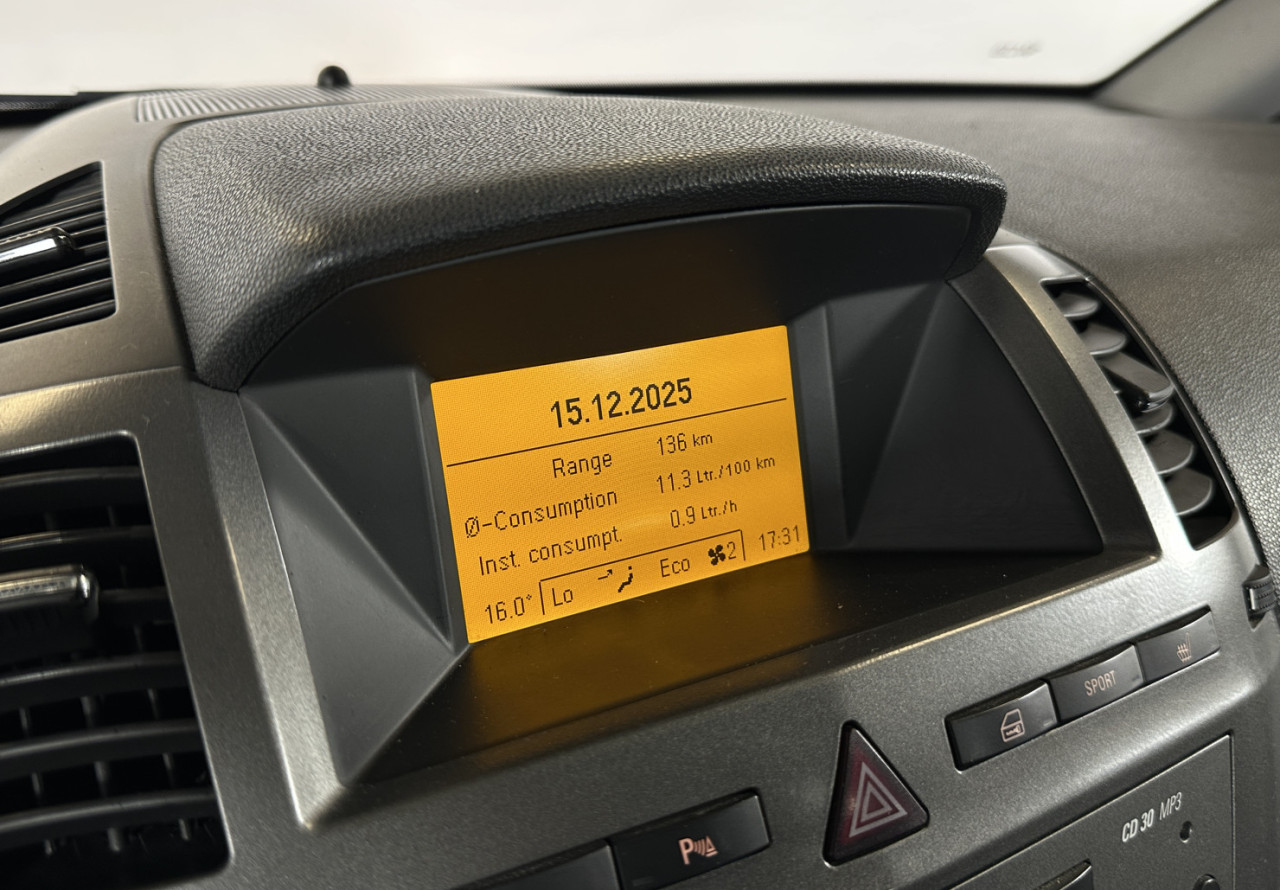 15.12.2025
Range 136 km
Ø-Consumption 11.3 Ltr./100 km
Inst. consumpt. 0.9 Ltr./h
16.0° Lo Eco 2 17:31
SPORT
CD 30 MP3
P